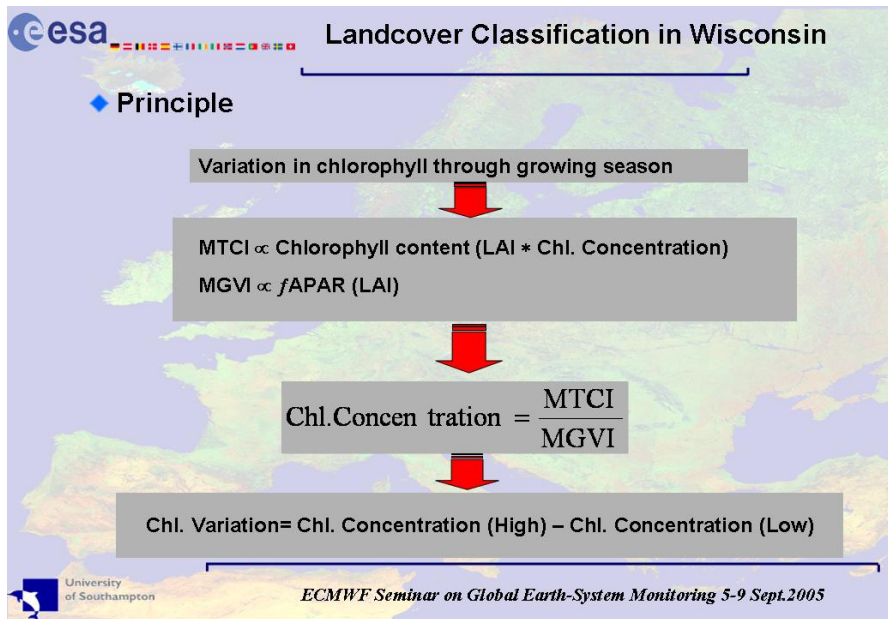 esa
Landcover Classification in Wisconsin
Principle
Variation in chlorophyll through growing season
MTCI ∝ Chlorophyll content (LAI * Chl. Concentration)
MGVI ∝ fAPAR (LAI)
Chl.Concen tration = MTCI / MGVI
Chl. Variation= Chl. Concentration (High) – Chl. Concentration (Low)
University
of Southampton
ECMWF Seminar on Global Earth-System Monitoring 5-9 Sept.2005